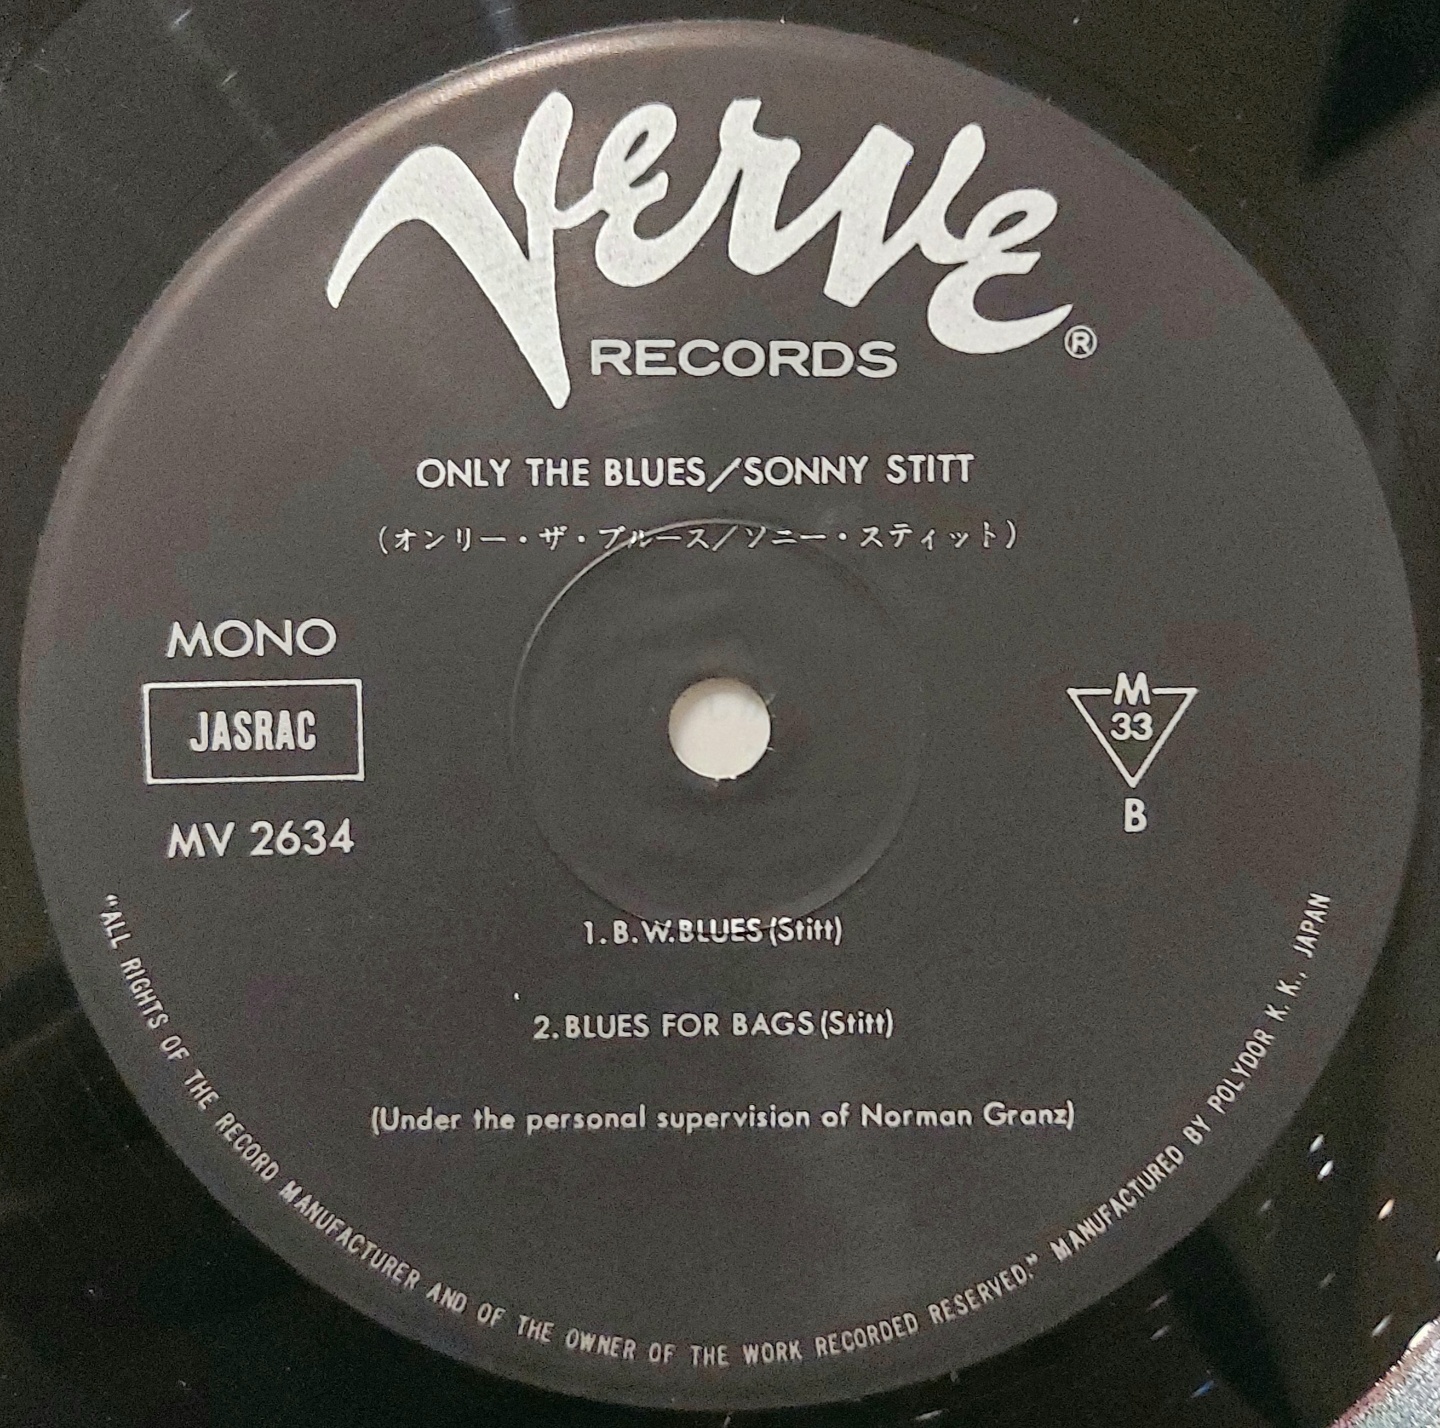 Verve
RECORDS ®
ONLY THE BLUES/SONNY STITT
(オンリー・ザ・ブルース/ソニー・スティット)
MONO
JASRAC
MV 2634
M
33
B
1. B. W. BLUES (Stitt)
2. BLUES FOR BAGS (Stitt)
(Under the personal supervision of Norman Granz)
"ALL RIGHTS OF THE RECORD MANUFACTURER AND OF THE OWNER OF THE WORK RECORDED RESERVED." MANUFACTURED BY POLYDOR K. K., JAPAN